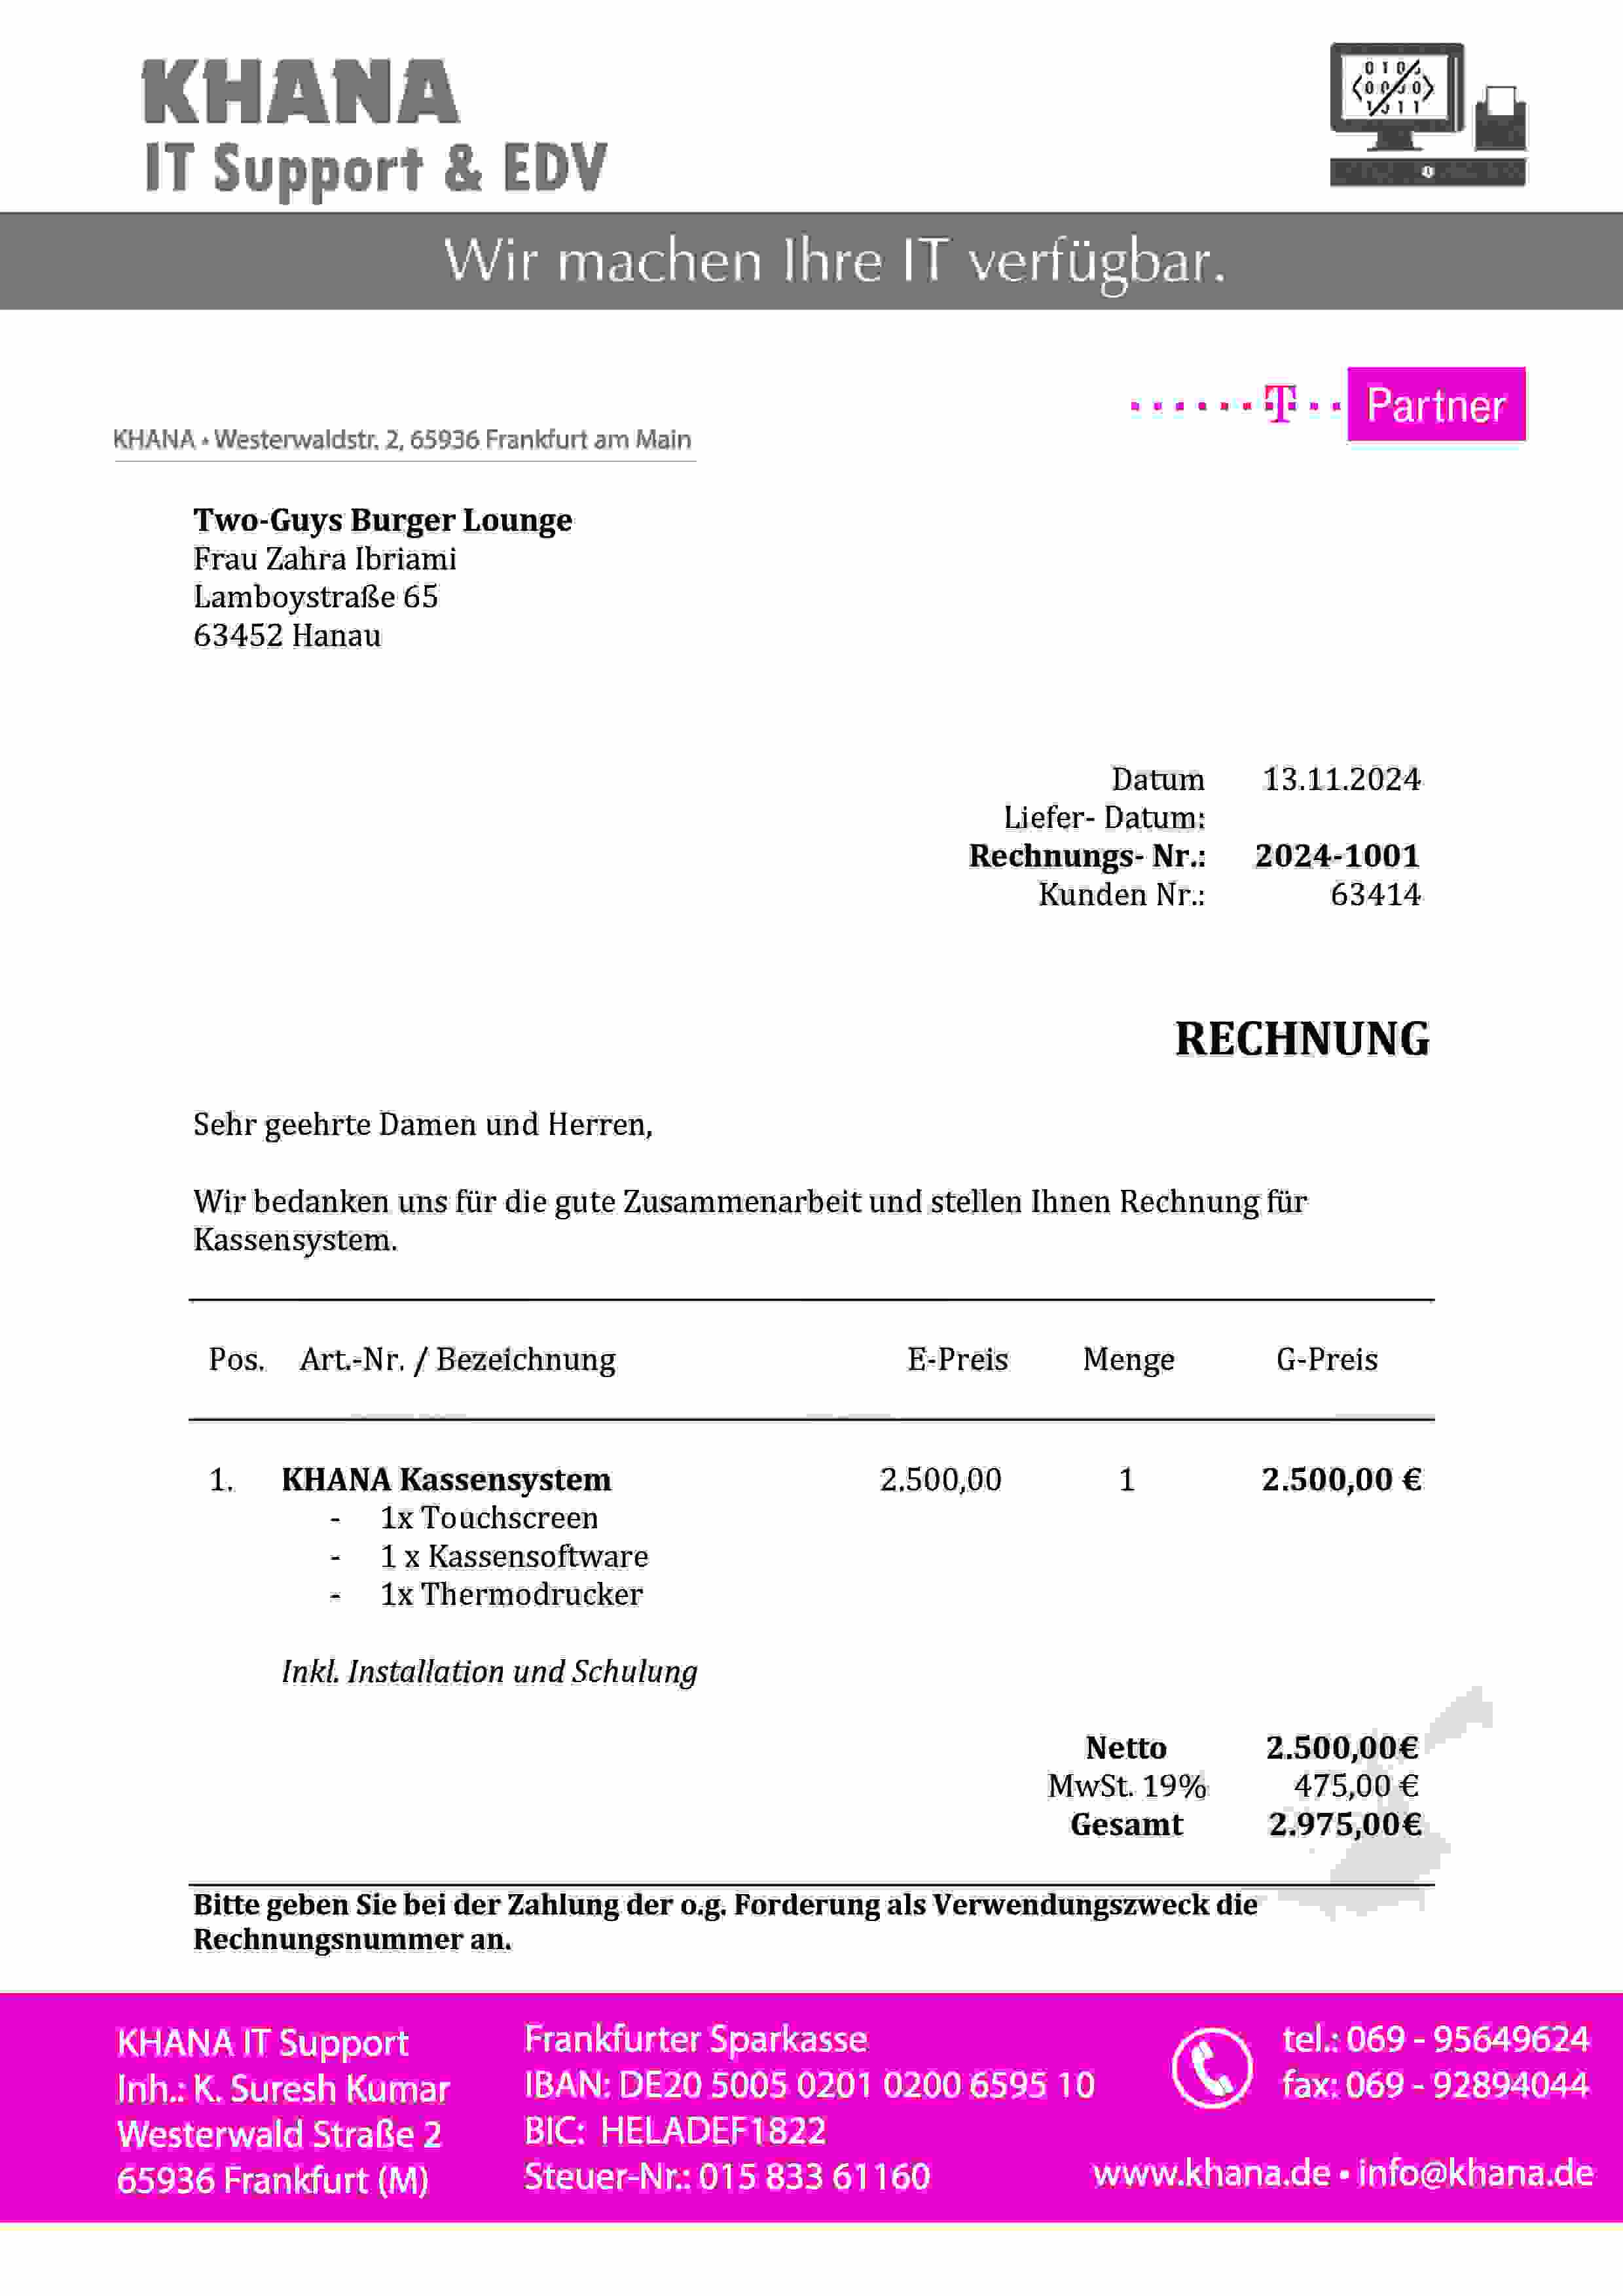 KHANA
IT Support & EDV
Wir machen Ihre IT verfügbar.
T Partner
KHANA • Westerwaldstr. 2, 65936 Frankfurt am Main
Two-Guys Burger Lounge
Frau Zahra Ibriami
Lamboystraße 65
63452 Hanau
Datum 13.11.2024
Liefer- Datum:
Rechnungs- Nr.: 2024-1001
Kunden Nr.: 63414
RECHNUNG
Sehr geehrte Damen und Herren,
Wir bedanken uns für die gute Zusammenarbeit und stellen Ihnen Rechnung für
Kassensystem.
Pos. Art.-Nr. / Bezeichnung E-Preis Menge G-Preis
1. KHANA Kassensystem 2.500,00 1 2.500,00 €
- 1x Touchscreen
- 1 x Kassensoftware
- 1x Thermodrucker
Inkl. Installation und Schulung
Netto 2.500,00€
MwSt. 19% 475,00 €
Gesamt 2.975,00€
Bitte geben Sie bei der Zahlung der o.g. Forderung als Verwendungszweck die
Rechnungsnummer an.
KHANA IT Support
Inh.: K. Suresh Kumar
Westerwald Straße 2
65936 Frankfurt (M)
Frankfurter Sparkasse
IBAN: DE20 5005 0201 0200 6595 10
BIC: HELADEF1822
Steuer-Nr.: 015 833 61160
tel.: 069 - 95649624
fax: 069 - 92894044
www.khana.de • info@khana.de